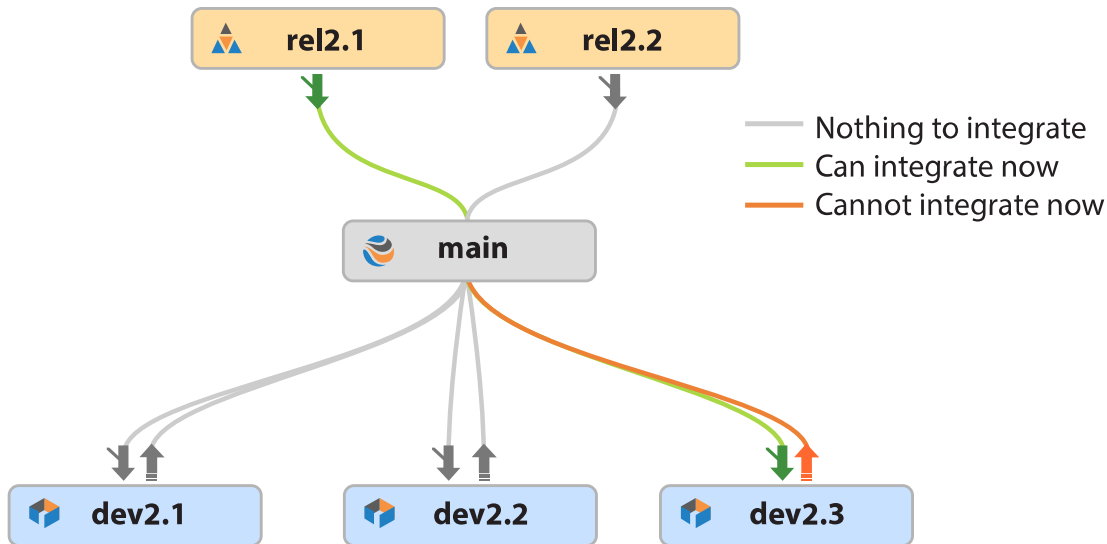 rel2.1
rel2.2
Nothing to integrate
Can integrate now
Cannot integrate now
main
dev2.1
dev2.2
dev2.3